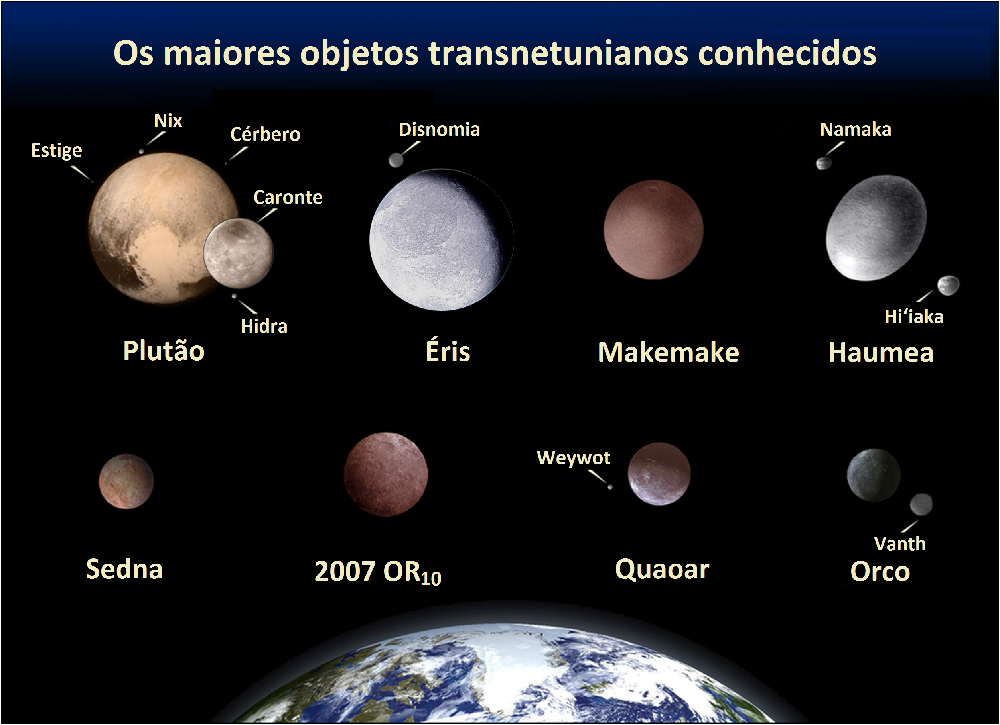 Os maiores objetos transnetunianos conhecidos
Nix
Cérbero
Estige
Caronte
Hidra
Plutão
Disnomia
Éris
Makemake
Namaka
Hi‘iaka
Haumea
Sedna
2007 OR₁₀
Weywot
Quaoar
Vanth
Orco